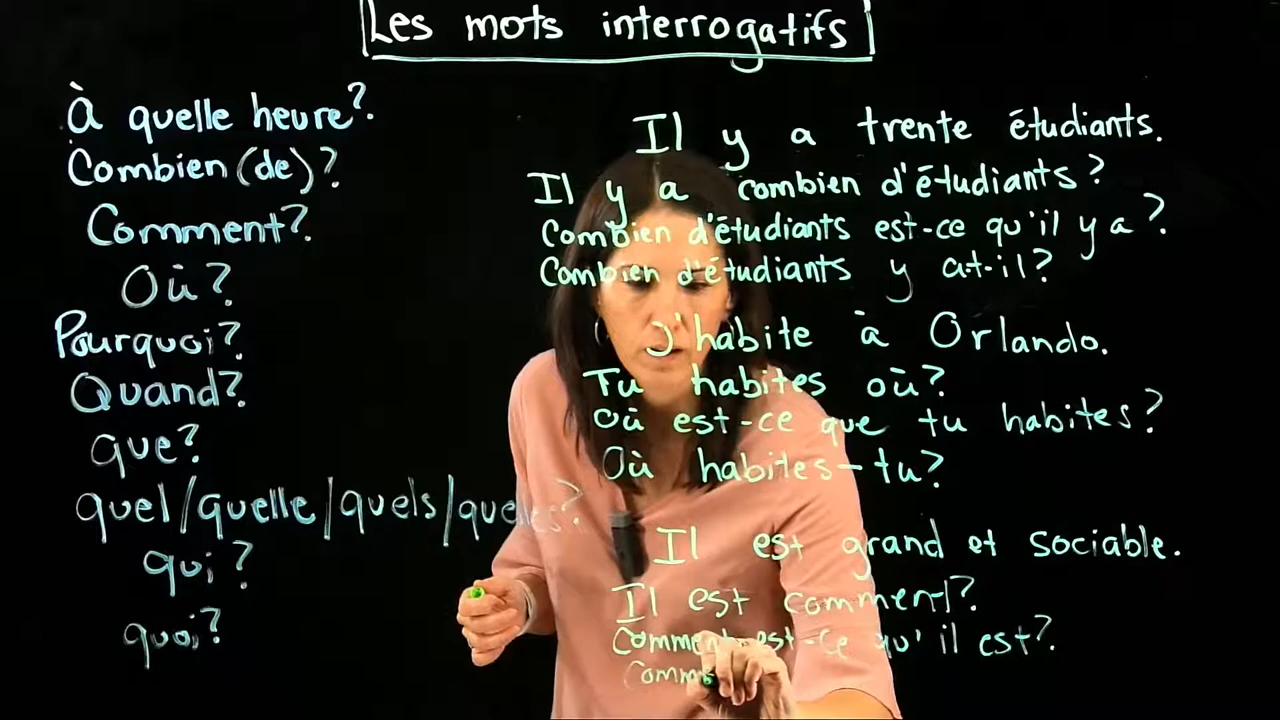 Les mots interrogatifs
À quelle heure?
Combien (de)?
Comment?
Où?
Pourquoi?
Quand?
que?
quel/quelle/quels/quelles?
qui?
quoi?
Il y a trente étudiants.
Il y a combien d'étudiants?
Combien d'étudiants est-ce qu'il y a?
Combien d'étudiants y at-il?
J'habite à Orlando.
Tu habites où?
Où est-ce que tu habites?
Où habites-tu?
Il est grand et sociable.
Il est comment?
Comment est-ce qu'il est?
Comm